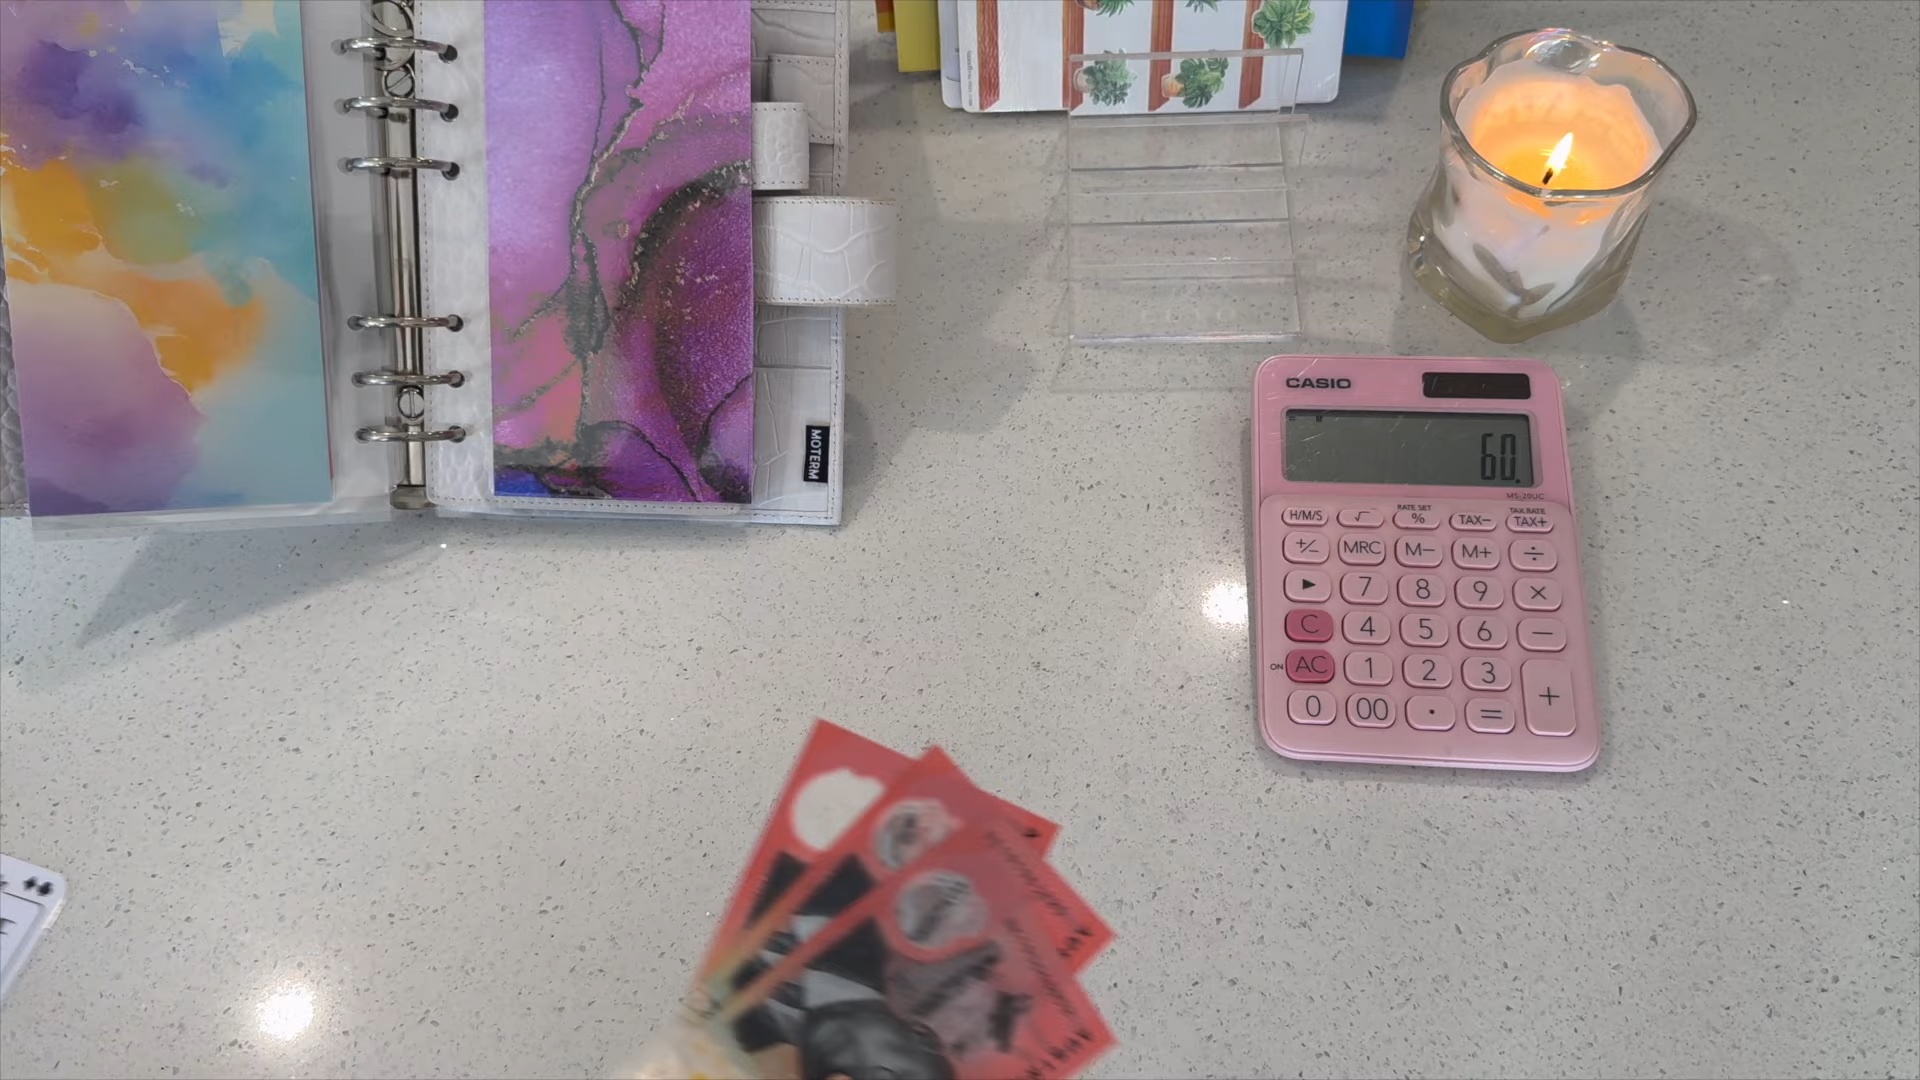 MOTERM
CASIO
60.
MS-20UC
RATE SET
TAX RATE
H/M/S √ % TAX− TAX+
+/− MRC M− M+ ÷
▶ 7 8 9 ×
C 4 5 6 −
ON AC 1 2 3 +
0 00 · =